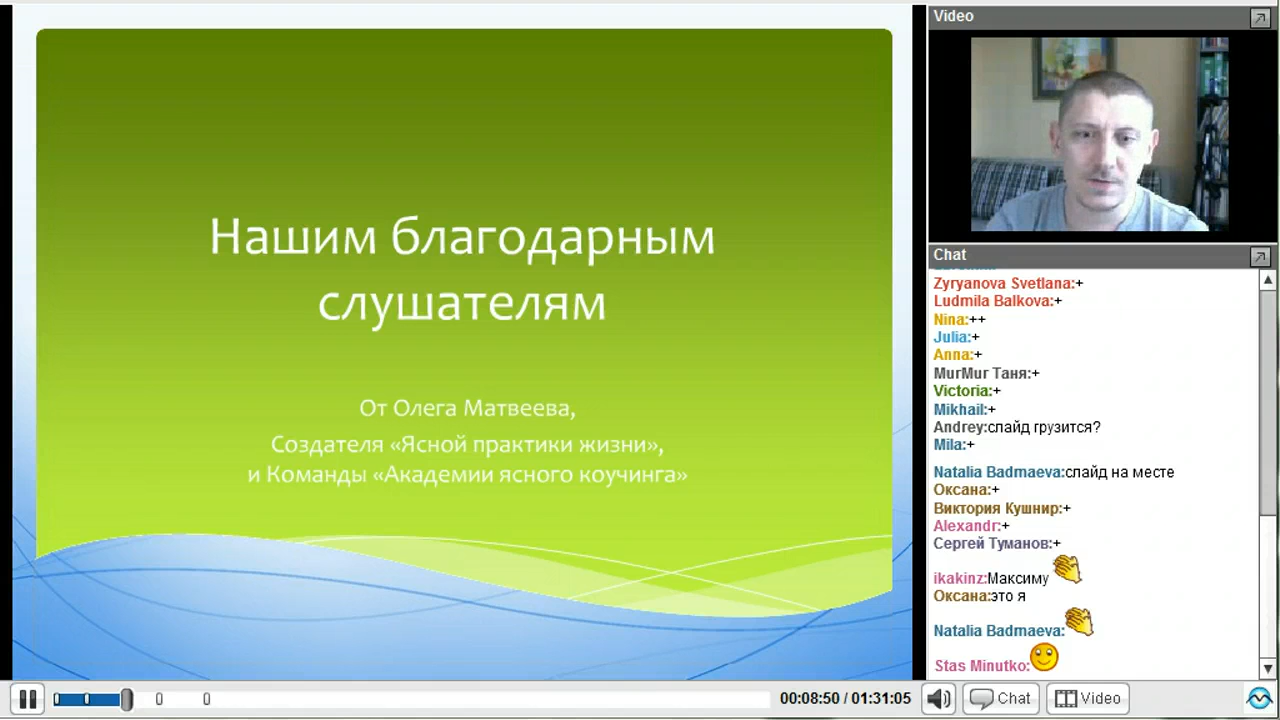 Нашим благодарным
слушателям
От Олега Матвеева,
Создателя «Ясной практики жизни»,
и Команды «Академии ясного коучинга»
Video
Chat
Zyryanova Svetlana:+
Ludmila Balkova:+
Nina:++
Julia:+
Anna:+
MurMur Таня:+
Victoria:+
Mikhail:+
Andrey:слайд грузится?
Mila:+
Natalia Badmaeva:слайд на месте
Оксана:+
Виктория Кушнир:+
Alexandr:+
Сергей Туманов:+
ikakinz:Максиму
Оксана:это я
Natalia Badmaeva:
Stas Minutko:
00:08:50 / 01:31:05
Chat
Video